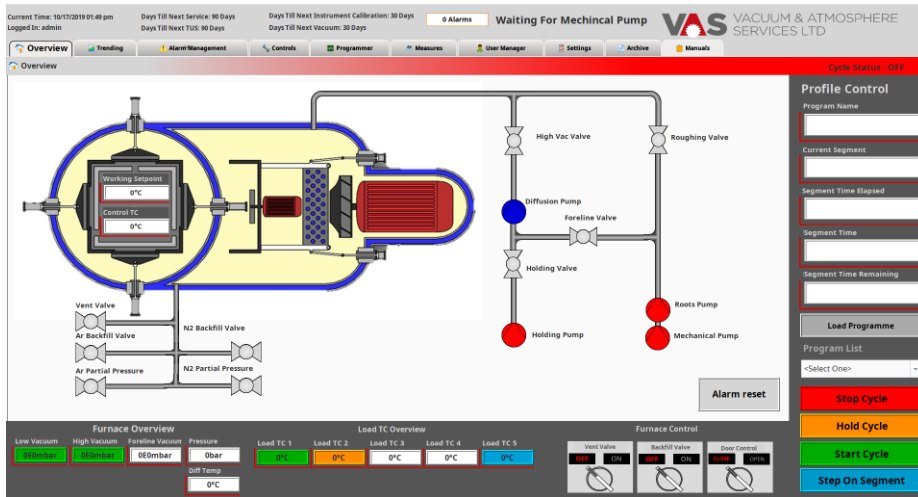 Current Time: 10/17/2019 01:49 pm
Logged In: admin
Days Till Next Service: 90 Days
Days Till Next TUS: 90 Days
Days Till Next Instrument Calibration: 30 Days
Days Till Next Vacuum: 30 Days
0 Alarms
Waiting For Mechincal Pump
VAS VACUUM & ATMOSPHERE
SERVICES LTD
Overview Trending Alarm Management Controls Programmer Measures User Manager Settings Archive Manuals
Overview
Cycle Status : OFF
Working Setpoint
0°C
Control TC
0°C
High Vac Valve
Roughing Valve
Diffusion Pump
Foreline Valve
Holding Valve
Roots Pump
Holding Pump
Mechanical Pump
Vent Valve
N2 Backfill Valve
Ar Backfill Valve
Ar Partial Pressure
N2 Partial Pressure
Alarm reset
Profile Control
Program Name
Current Segment
Segment Time Elapsed
Segment Time
Segment Time Remaining
Load Programme
Program List
<Select One>
Stop Cycle
Hold Cycle
Start Cycle
Step On Segment
Furnace Overview
Low Vacuum High Vacuum Foreline Vacuum Pressure
0E0mbar 0E0mbar 0E0mbar 0bar
Diff Temp
0°C
Load TC Overview
Load TC 1 Load TC 2 Load TC 3 Load TC 4 Load TC 5
0°C 0°C 0°C 0°C 0°C
Furnace Control
Vent Valve Backfill Valve Door Control
OFF ON OFF ON CLOSE OPEN